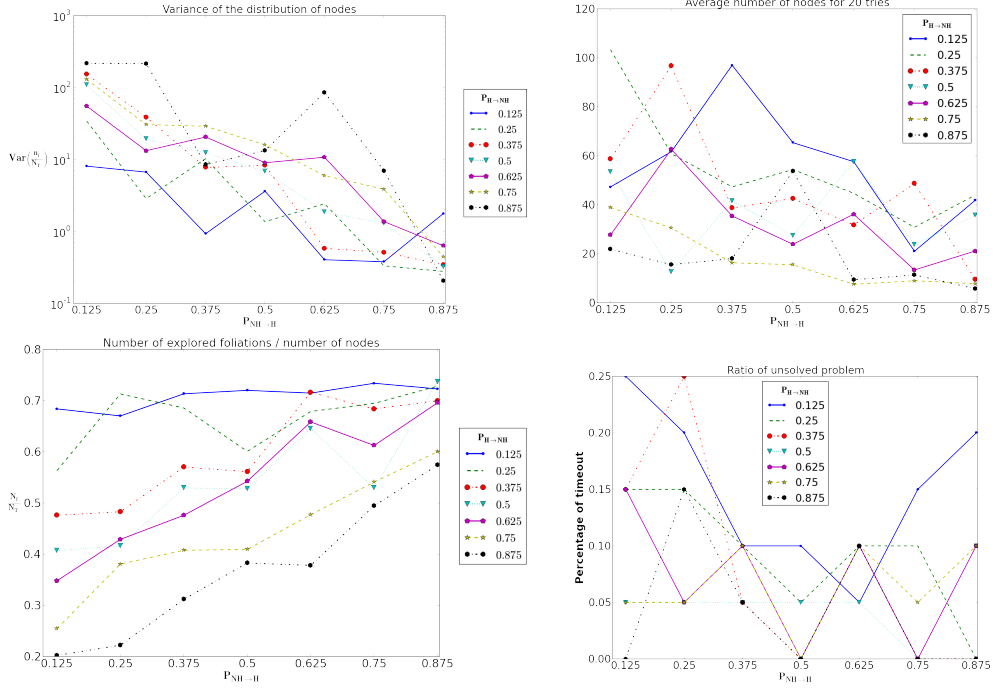 Variance of the distribution of nodes
10^3
10^2
10^1
10^0
10^-1
Var(n_i/N_i)
0.125 0.25 0.375 0.5 0.625 0.75 0.875
P_NH→H
P_H→NH
0.125
0.25
0.375
0.5
0.625
0.75
0.875
Average number of nodes for 20 tries
120
100
80
60
40
20
0
0.125 0.25 0.375 0.5 0.625 0.75 0.875
P_NH→H
P_H→NH
0.125
0.25
0.375
0.5
0.625
0.75
0.875
Number of explored foliations / number of nodes
0.8
0.7
0.6
0.5
0.4
0.3
0.2
0.125 0.25 0.375 0.5 0.625 0.75 0.875
P_NH→H
P_H→NH
0.125
0.25
0.375
0.5
0.625
0.75
0.875
Ratio of unsolved problem
Percentage of timeout
0.25
0.20
0.15
0.10
0.05
0.00
0.125 0.25 0.375 0.5 0.625 0.75 0.875
P_NH→H
P_H→NH
0.125
0.25
0.375
0.5
0.625
0.75
0.875